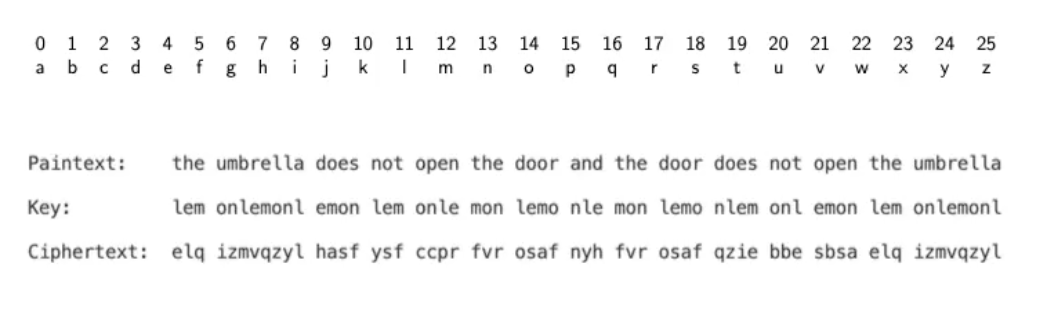 0 1 2 3 4 5 6 7 8 9 10 11 12 13 14 15 16 17 18 19 20 21 22 23 24 25
a b c d e f g h i j k l m n o p q r s t u v w x y z
Paintext: the umbrella does not open the door and the door does not open the umbrella
Key: lem onlemonl emon lem onle mon lemo nle mon lemo nlem onl emon lem onlemonl
Ciphertext: elq izmvqzyl hasf ysf ccpr fvr osaf nyh fvr osaf qzie bbe sbsa elq izmvqzyl